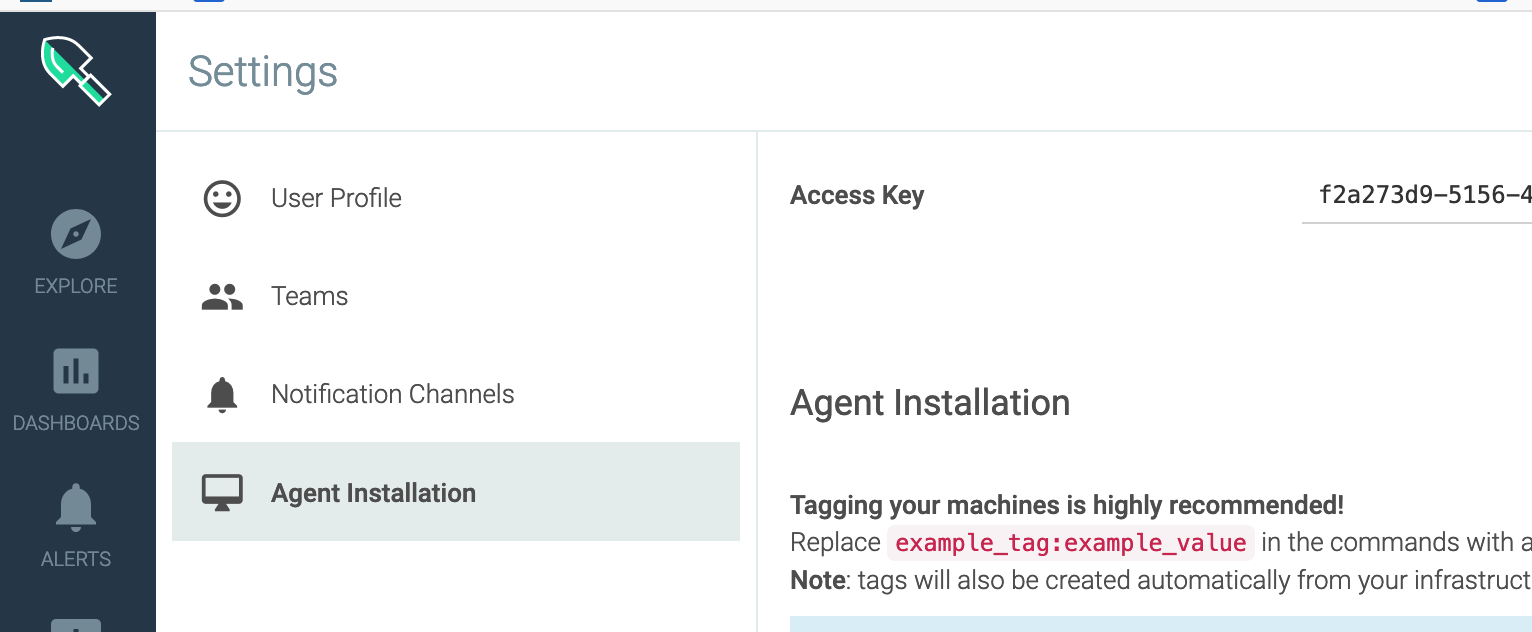 Settings
EXPLORE
DASHBOARDS
ALERTS
User Profile
Teams
Notification Channels
Agent Installation
Access Key f2a273d9-5156-4
Agent Installation
Tagging your machines is highly recommended!
Replace example_tag:example_value in the commands with a
Note: tags will also be created automatically from your infrastruct